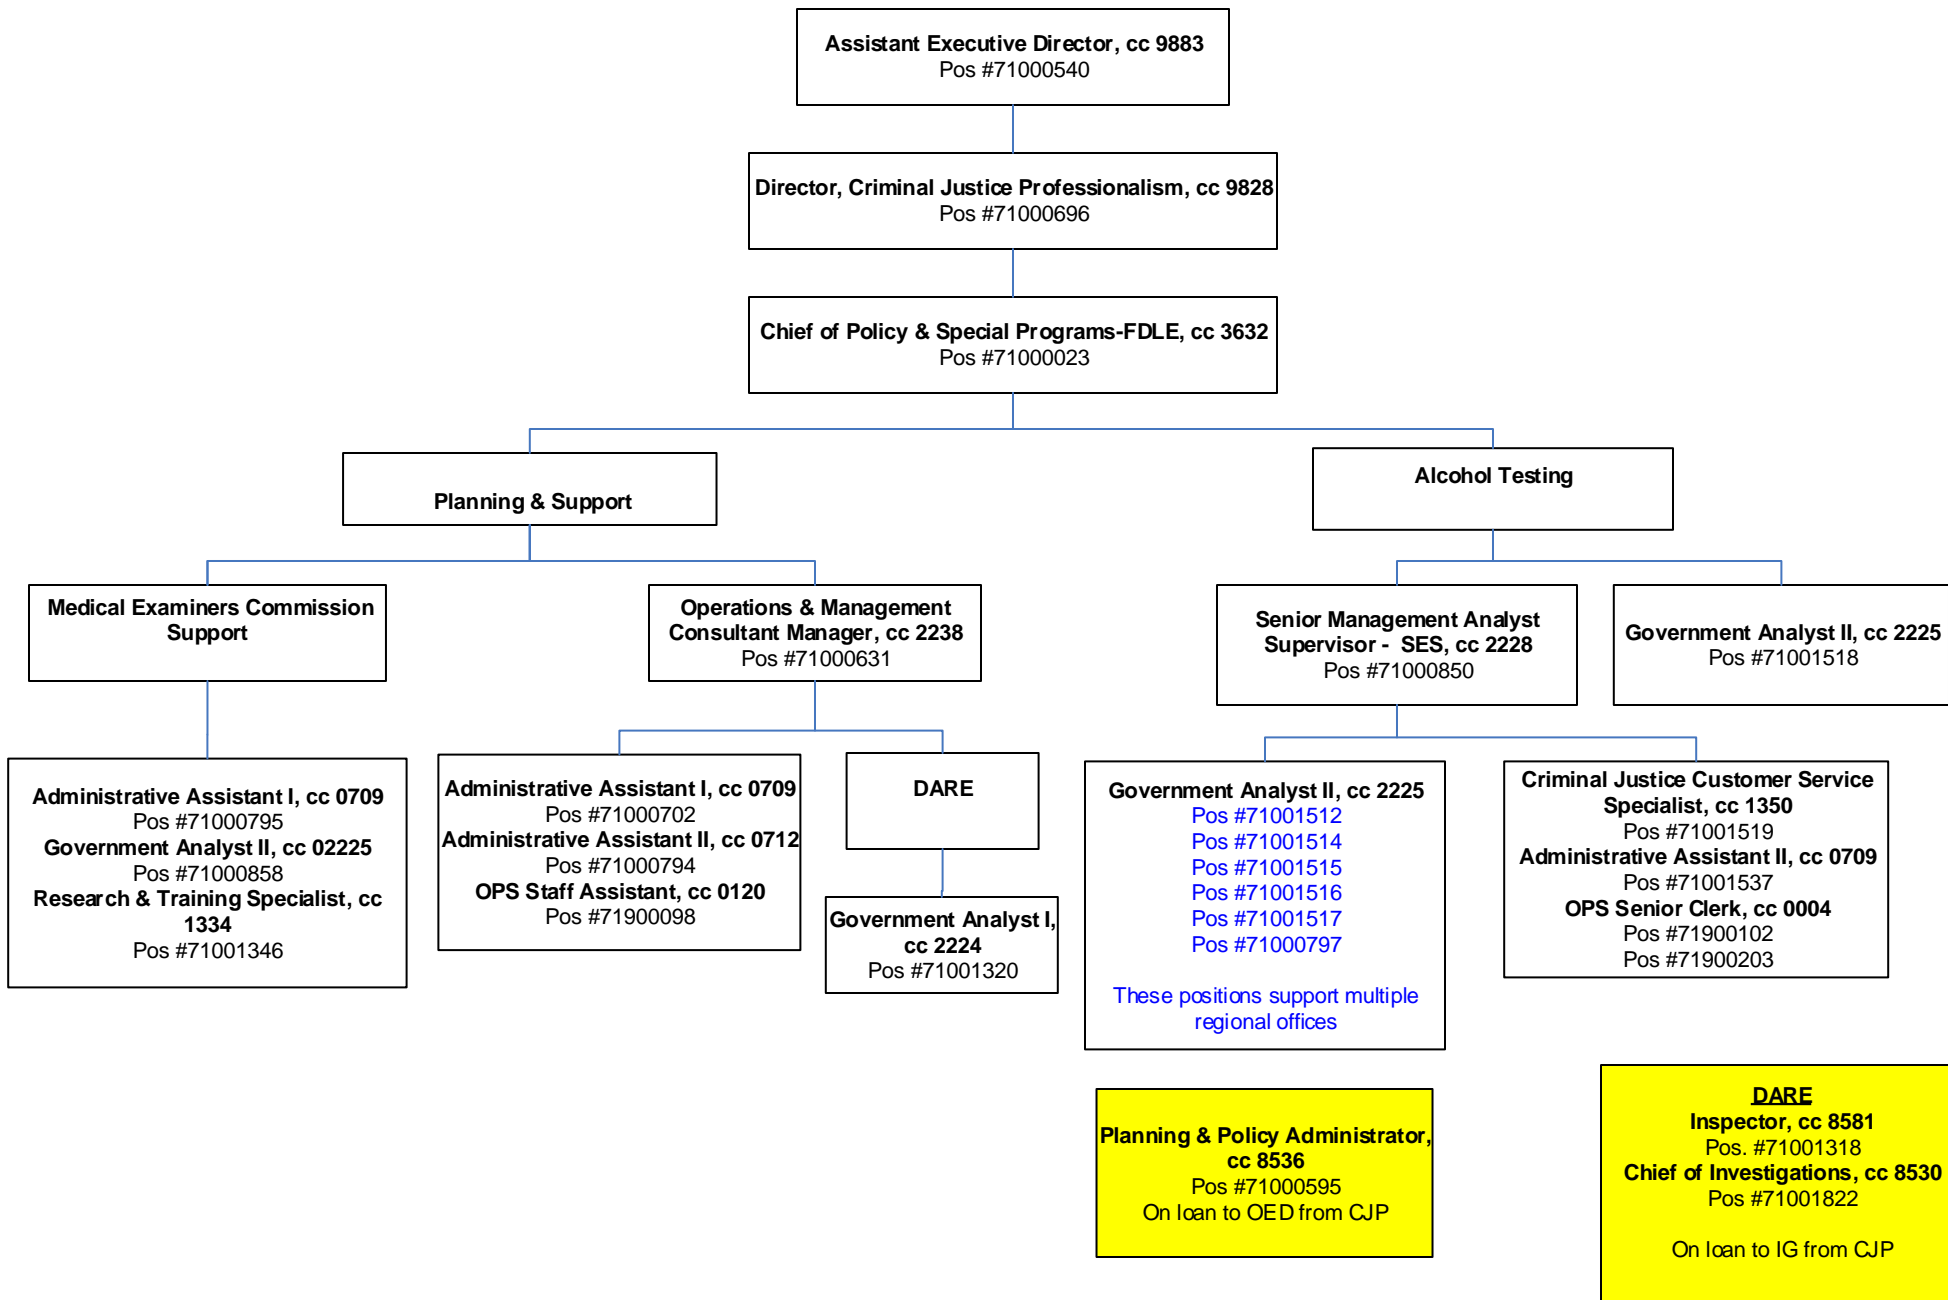 Assistant Executive Director, cc 9883
Pos #71000540
Director, Criminal Justice Professionalism, cc 9828
Pos #71000696
Chief of Policy & Special Programs-FDLE, cc 3632
Pos #71000023
Planning & Support
Alcohol Testing
Medical Examiners Commission
Support
Operations & Management
Consultant Manager, cc 2238
Pos #71000631
Senior Management Analyst
Supervisor - SES, cc 2228
Pos #71000850
Government Analyst II, cc 2225
Pos #71001518
Administrative Assistant I, cc 0709
Pos #71000795
Government Analyst II, cc 02225
Pos #71000858
Research & Training Specialist, cc
1334
Pos #71001346
Administrative Assistant I, cc 0709
Pos #71000702
Administrative Assistant II, cc 0712
Pos #71000794
OPS Staff Assistant, cc 0120
Pos #71900098
DARE
Government Analyst I,
cc 2224
Pos #71001320
Government Analyst II, cc 2225
Pos #71001512
Pos #71001514
Pos #71001515
Pos #71001516
Pos #71001517
Pos #71000797
These positions support multiple
regional offices
Criminal Justice Customer Service
Specialist, cc 1350
Pos #71001519
Administrative Assistant II, cc 0709
Pos #71001537
OPS Senior Clerk, cc 0004
Pos #71900102
Pos #71900203
Planning & Policy Administrator,
cc 8536
Pos #71000595
On loan to OED from CJP
DARE
Inspector, cc 8581
Pos. #71001318
Chief of Investigations, cc 8530
Pos #71001822
On loan to IG from CJP